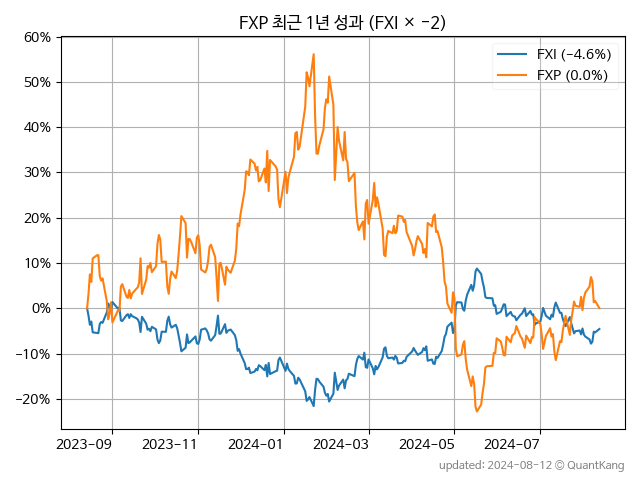 FXP 최근 1년 성과 (FXI × −2)
60%
50%
40%
30%
20%
10%
0%
−10%
−20%
FXI (-4.6%)
FXP (0.0%)
2023-09 2023-11 2024-01 2024-03 2024-05 2024-07
updated: 2024-08-12 © QuantKang